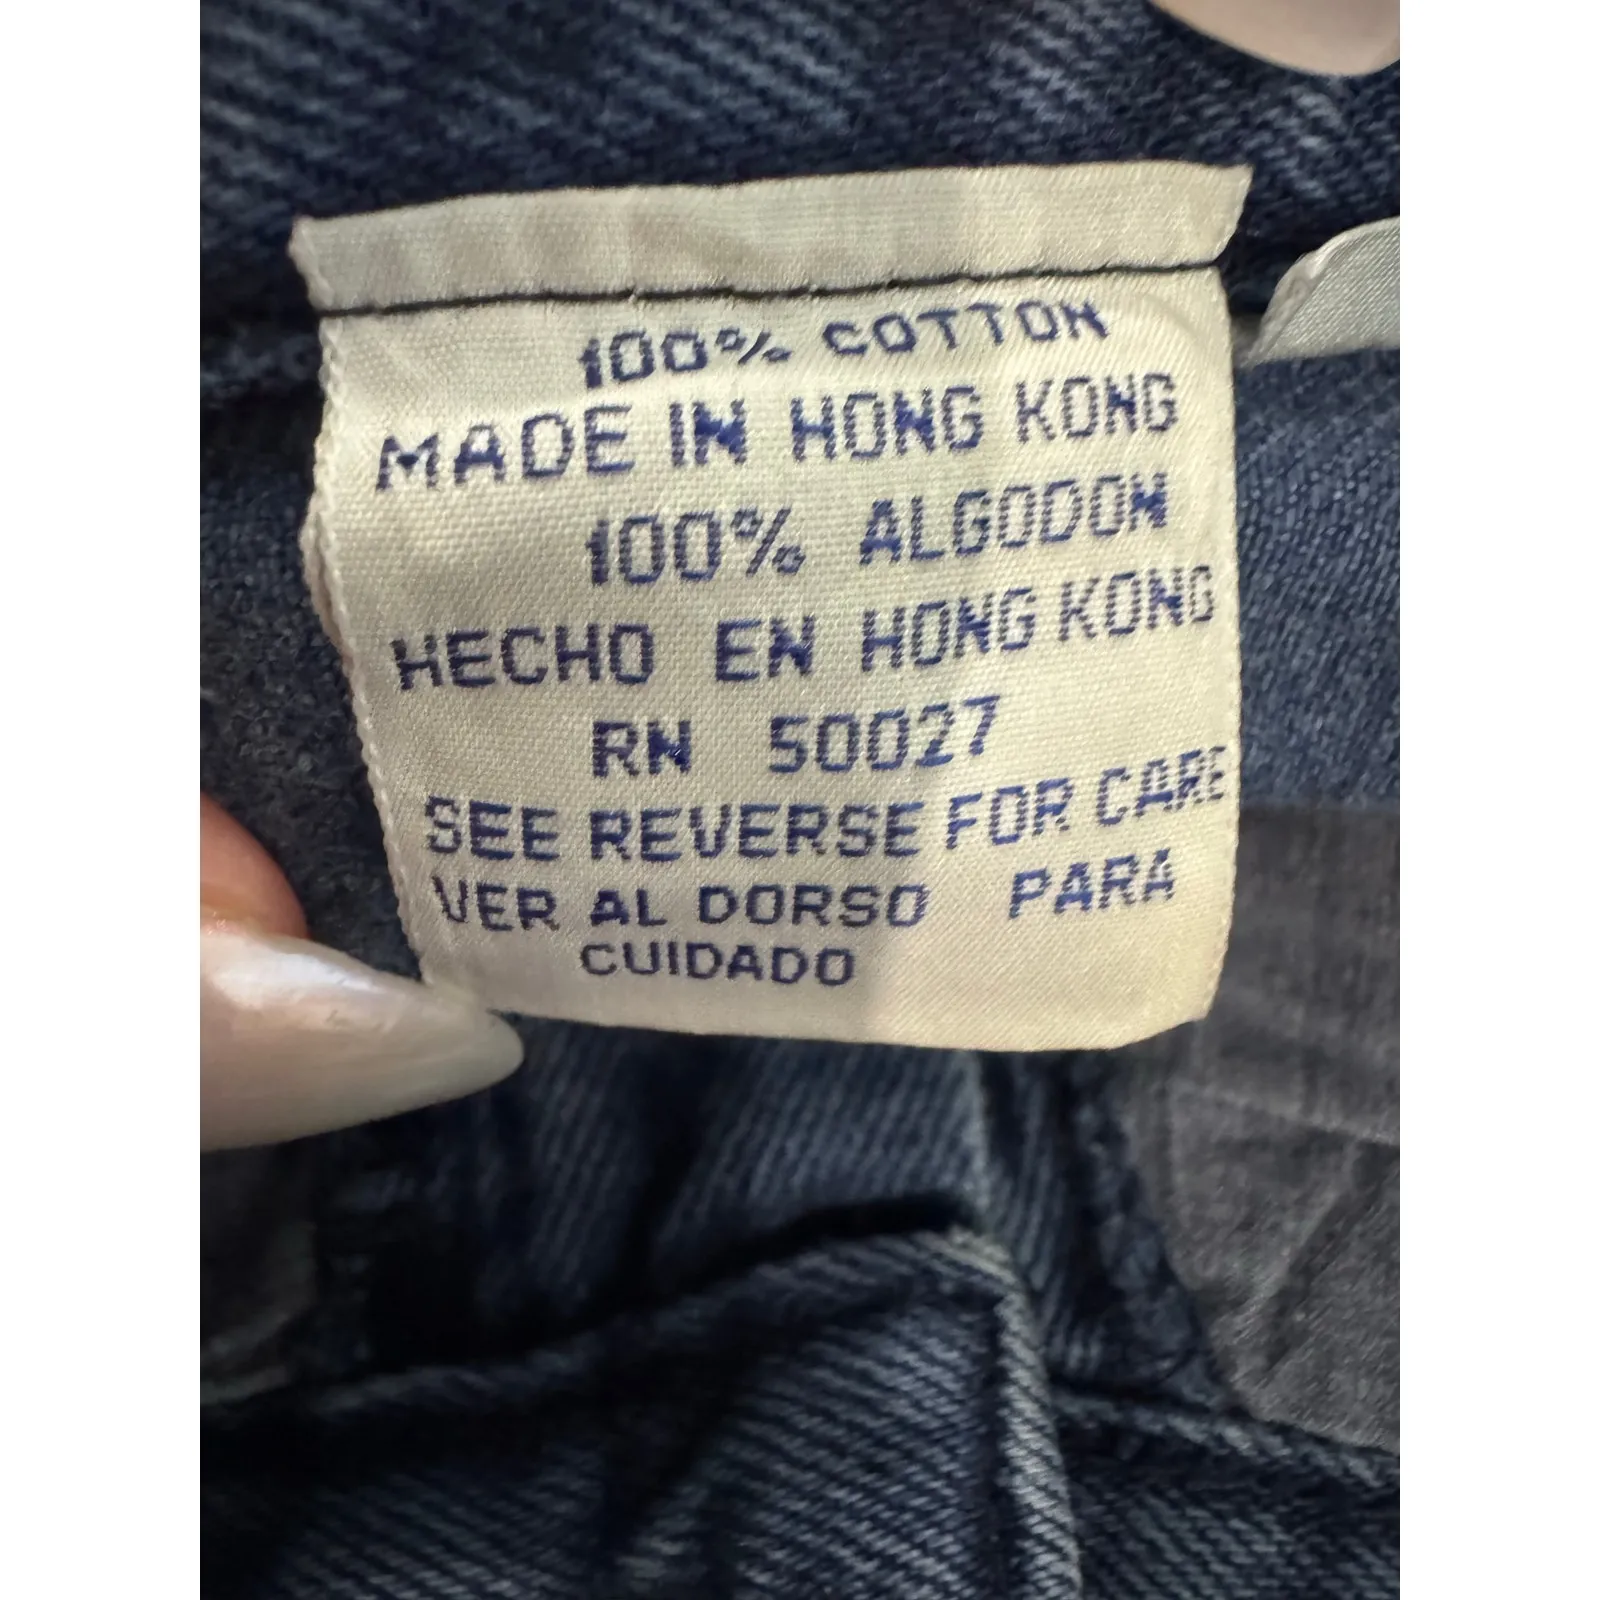 100% COTTON
MADE IN HONG KONG
100% ALGODON
HECHO EN HONG KONG
RN 50027
SEE REVERSE FOR CARE
VER AL DORSO PARA
CUIDADO